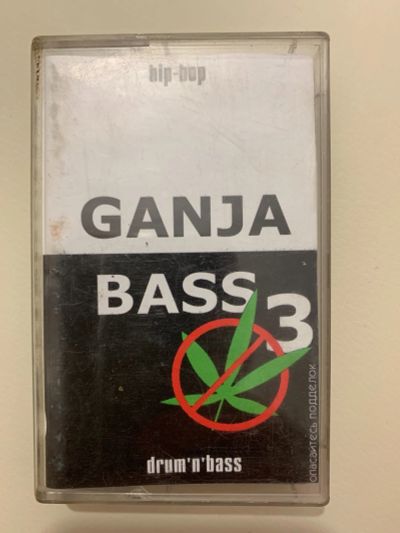 hip-hop
GANJA
BASS
3
опасайтесь подделок
drum'n'bass